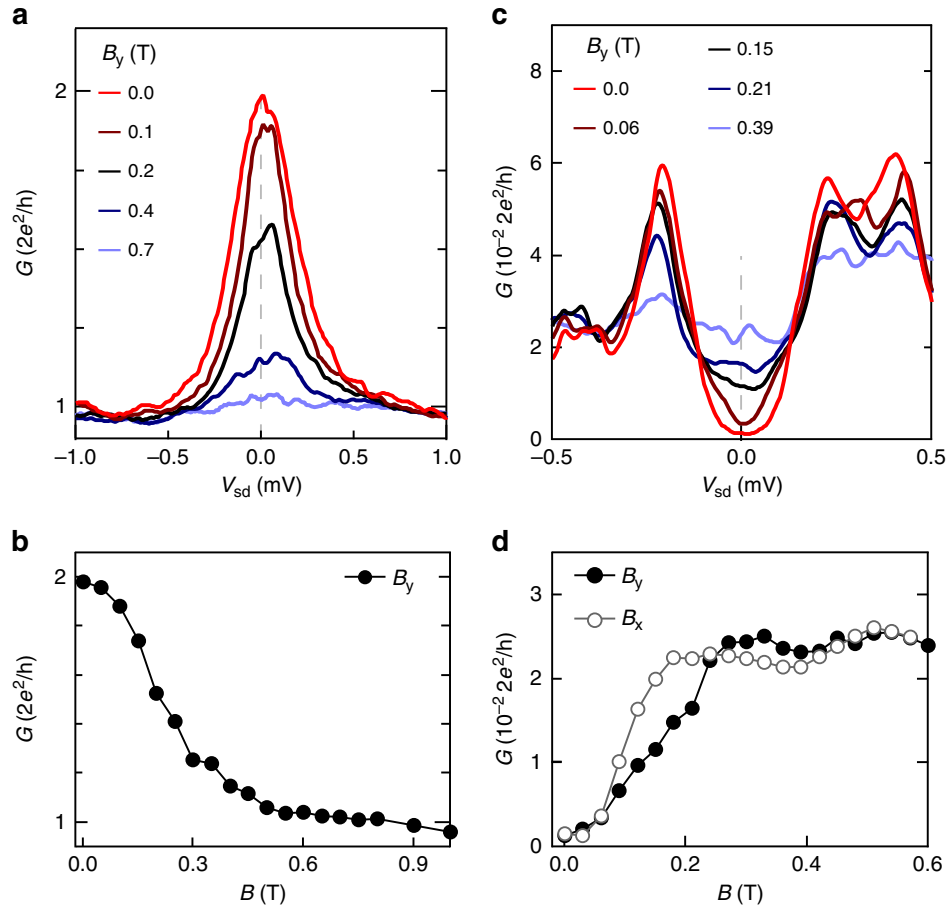 a
B_y (T)
0.0
0.1
0.2
0.4
0.7
G (2e²/h)
2
1
−1.0 −0.5 0.0 0.5 1.0
V_sd (mV)
c
B_y (T)
0.0
0.06
0.15
0.21
0.39
G (10⁻² 2e²/h)
8
6
4
2
0
−0.5 0.0 0.5
V_sd (mV)
b
B_y
G (2e²/h)
2
1
0.0 0.3 0.6 0.9
B (T)
d
B_y
B_x
G (10⁻² 2e²/h)
3
2
1
0
0.0 0.2 0.4 0.6
B (T)